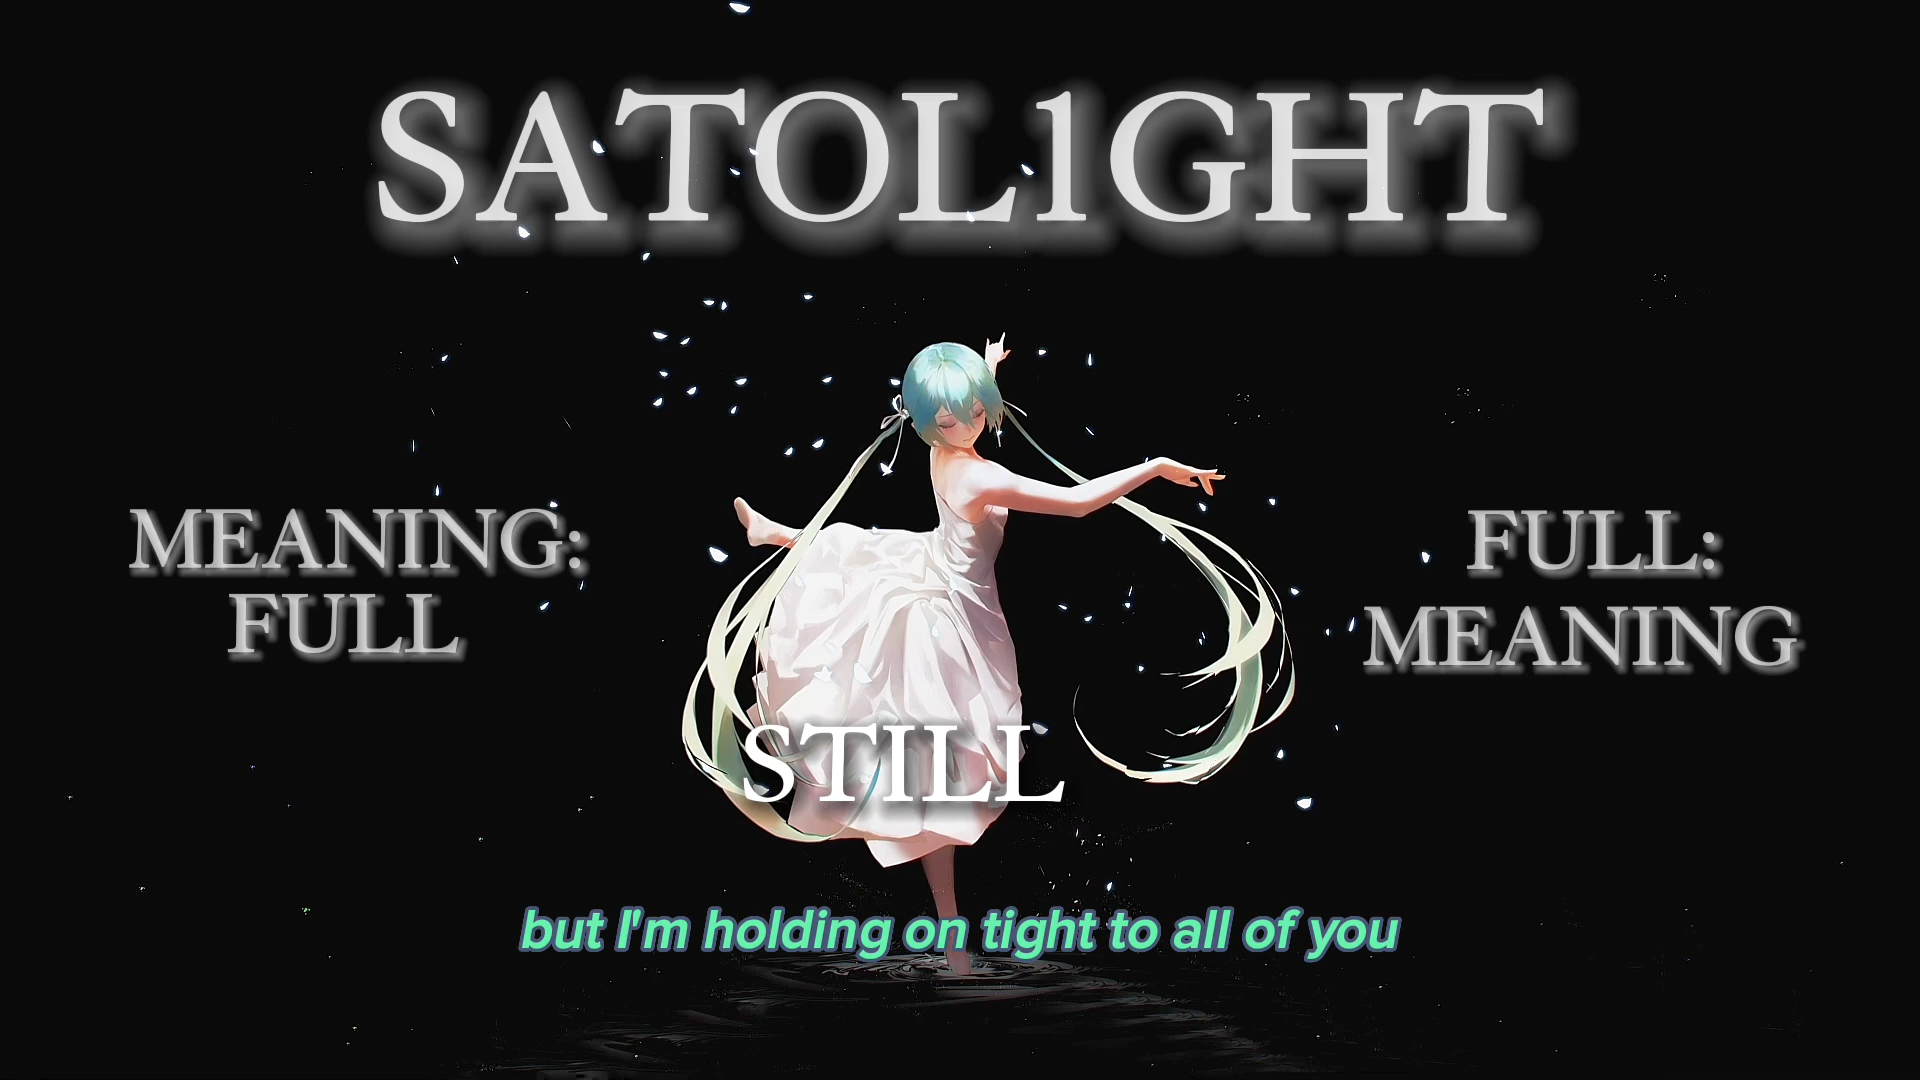 SATOL1GHT
MEANING:
FULL
FULL:
MEANING
STILL
but I'm holding on tight to all of you